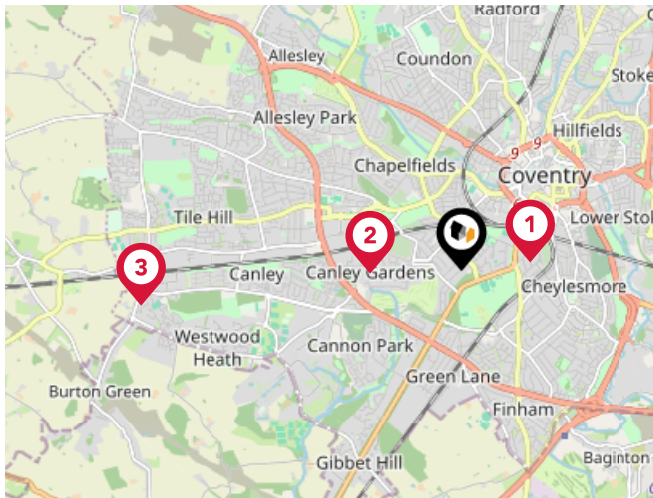 Radford
Allesley
Coundon
Stoke
Allesley Park
Hillfields
9
9
Chapelfields
Coventry
Tile Hill
1
Lower Stol
2
3
Canley
Canley Gardens
Cheylesmore
Westwood
Heath
Cannon Park
Burton Green
Green Lane
Finham
Gibbet Hill
Baginton